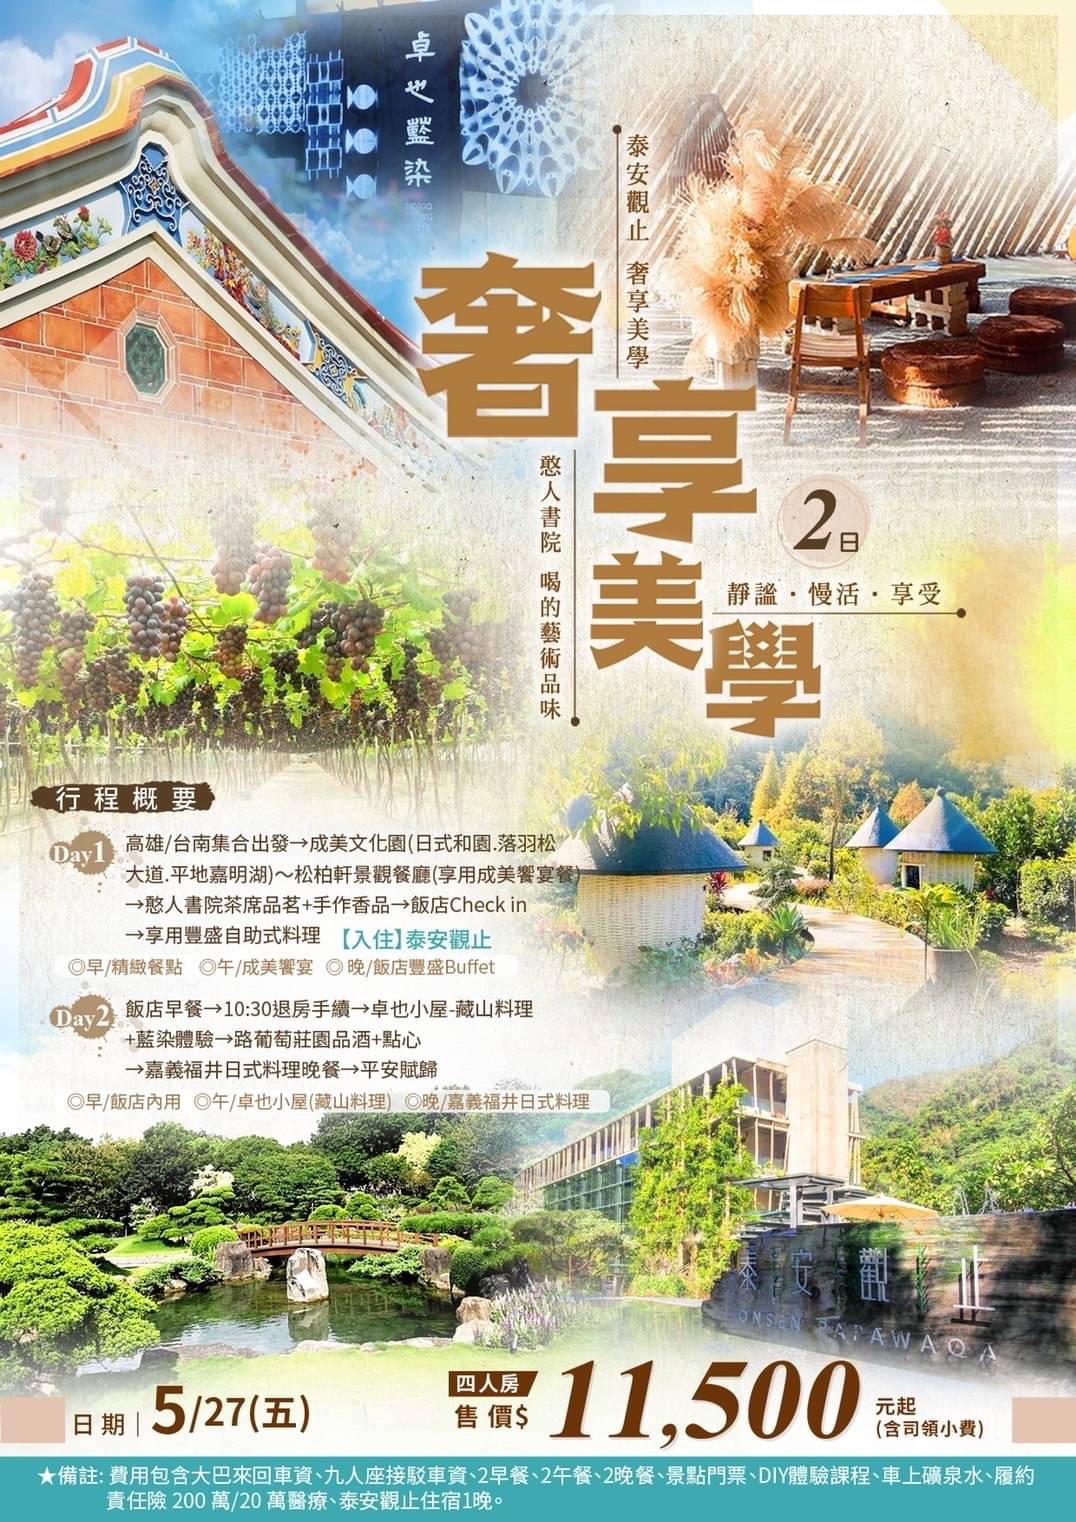 卓也藍染
泰安觀止 奢享美學
奢享美學
2日
憨人書院 喝的藝術品味
靜謐・慢活・享受
行程概要
Day1 高雄/台南集合出發→成美文化園(日式和園.落羽松
大道.平地嘉明湖)~松柏軒景觀餐廳(享用成美饗宴餐)
→憨人書院茶席品茗+手作香品→飯店Check in
→享用豐盛自助式料理 【入住】泰安觀止
◎早/精緻餐點 ◎午/成美饗宴 ◎ 晚/飯店豐盛Buffet
Day2 飯店早餐→10:30退房手續→卓也小屋-藏山料理
+藍染體驗→路葡萄莊園品酒+點心
→嘉義福井日式料理晚餐→平安賦歸
◎早/飯店內用 ◎午/卓也小屋(藏山料理) ◎晚/嘉義福井日式料理
泰安觀止
ONSEN PAPAWAQA
日期 5/27(五)
四人房
售價$ 11,500 元起
(含司領小費)
★備註: 費用包含大巴來回車資、九人座接駁車資、2早餐、2午餐、2晚餐、景點門票、DIY體驗課程、車上礦泉水、履約
責任險 200 萬/20 萬醫療、泰安觀止住宿1晚。